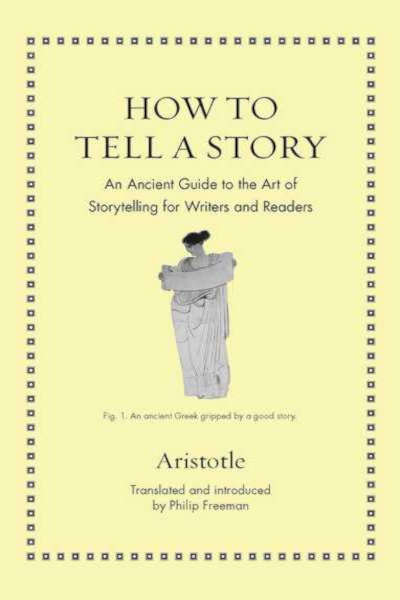 HOW TO
TELL A STORY
An Ancient Guide to the Art of
Storytelling for Writers and Readers
Fig. 1. An ancient Greek gripped by a good story.
Aristotle
Translated and introduced
by Philip Freeman